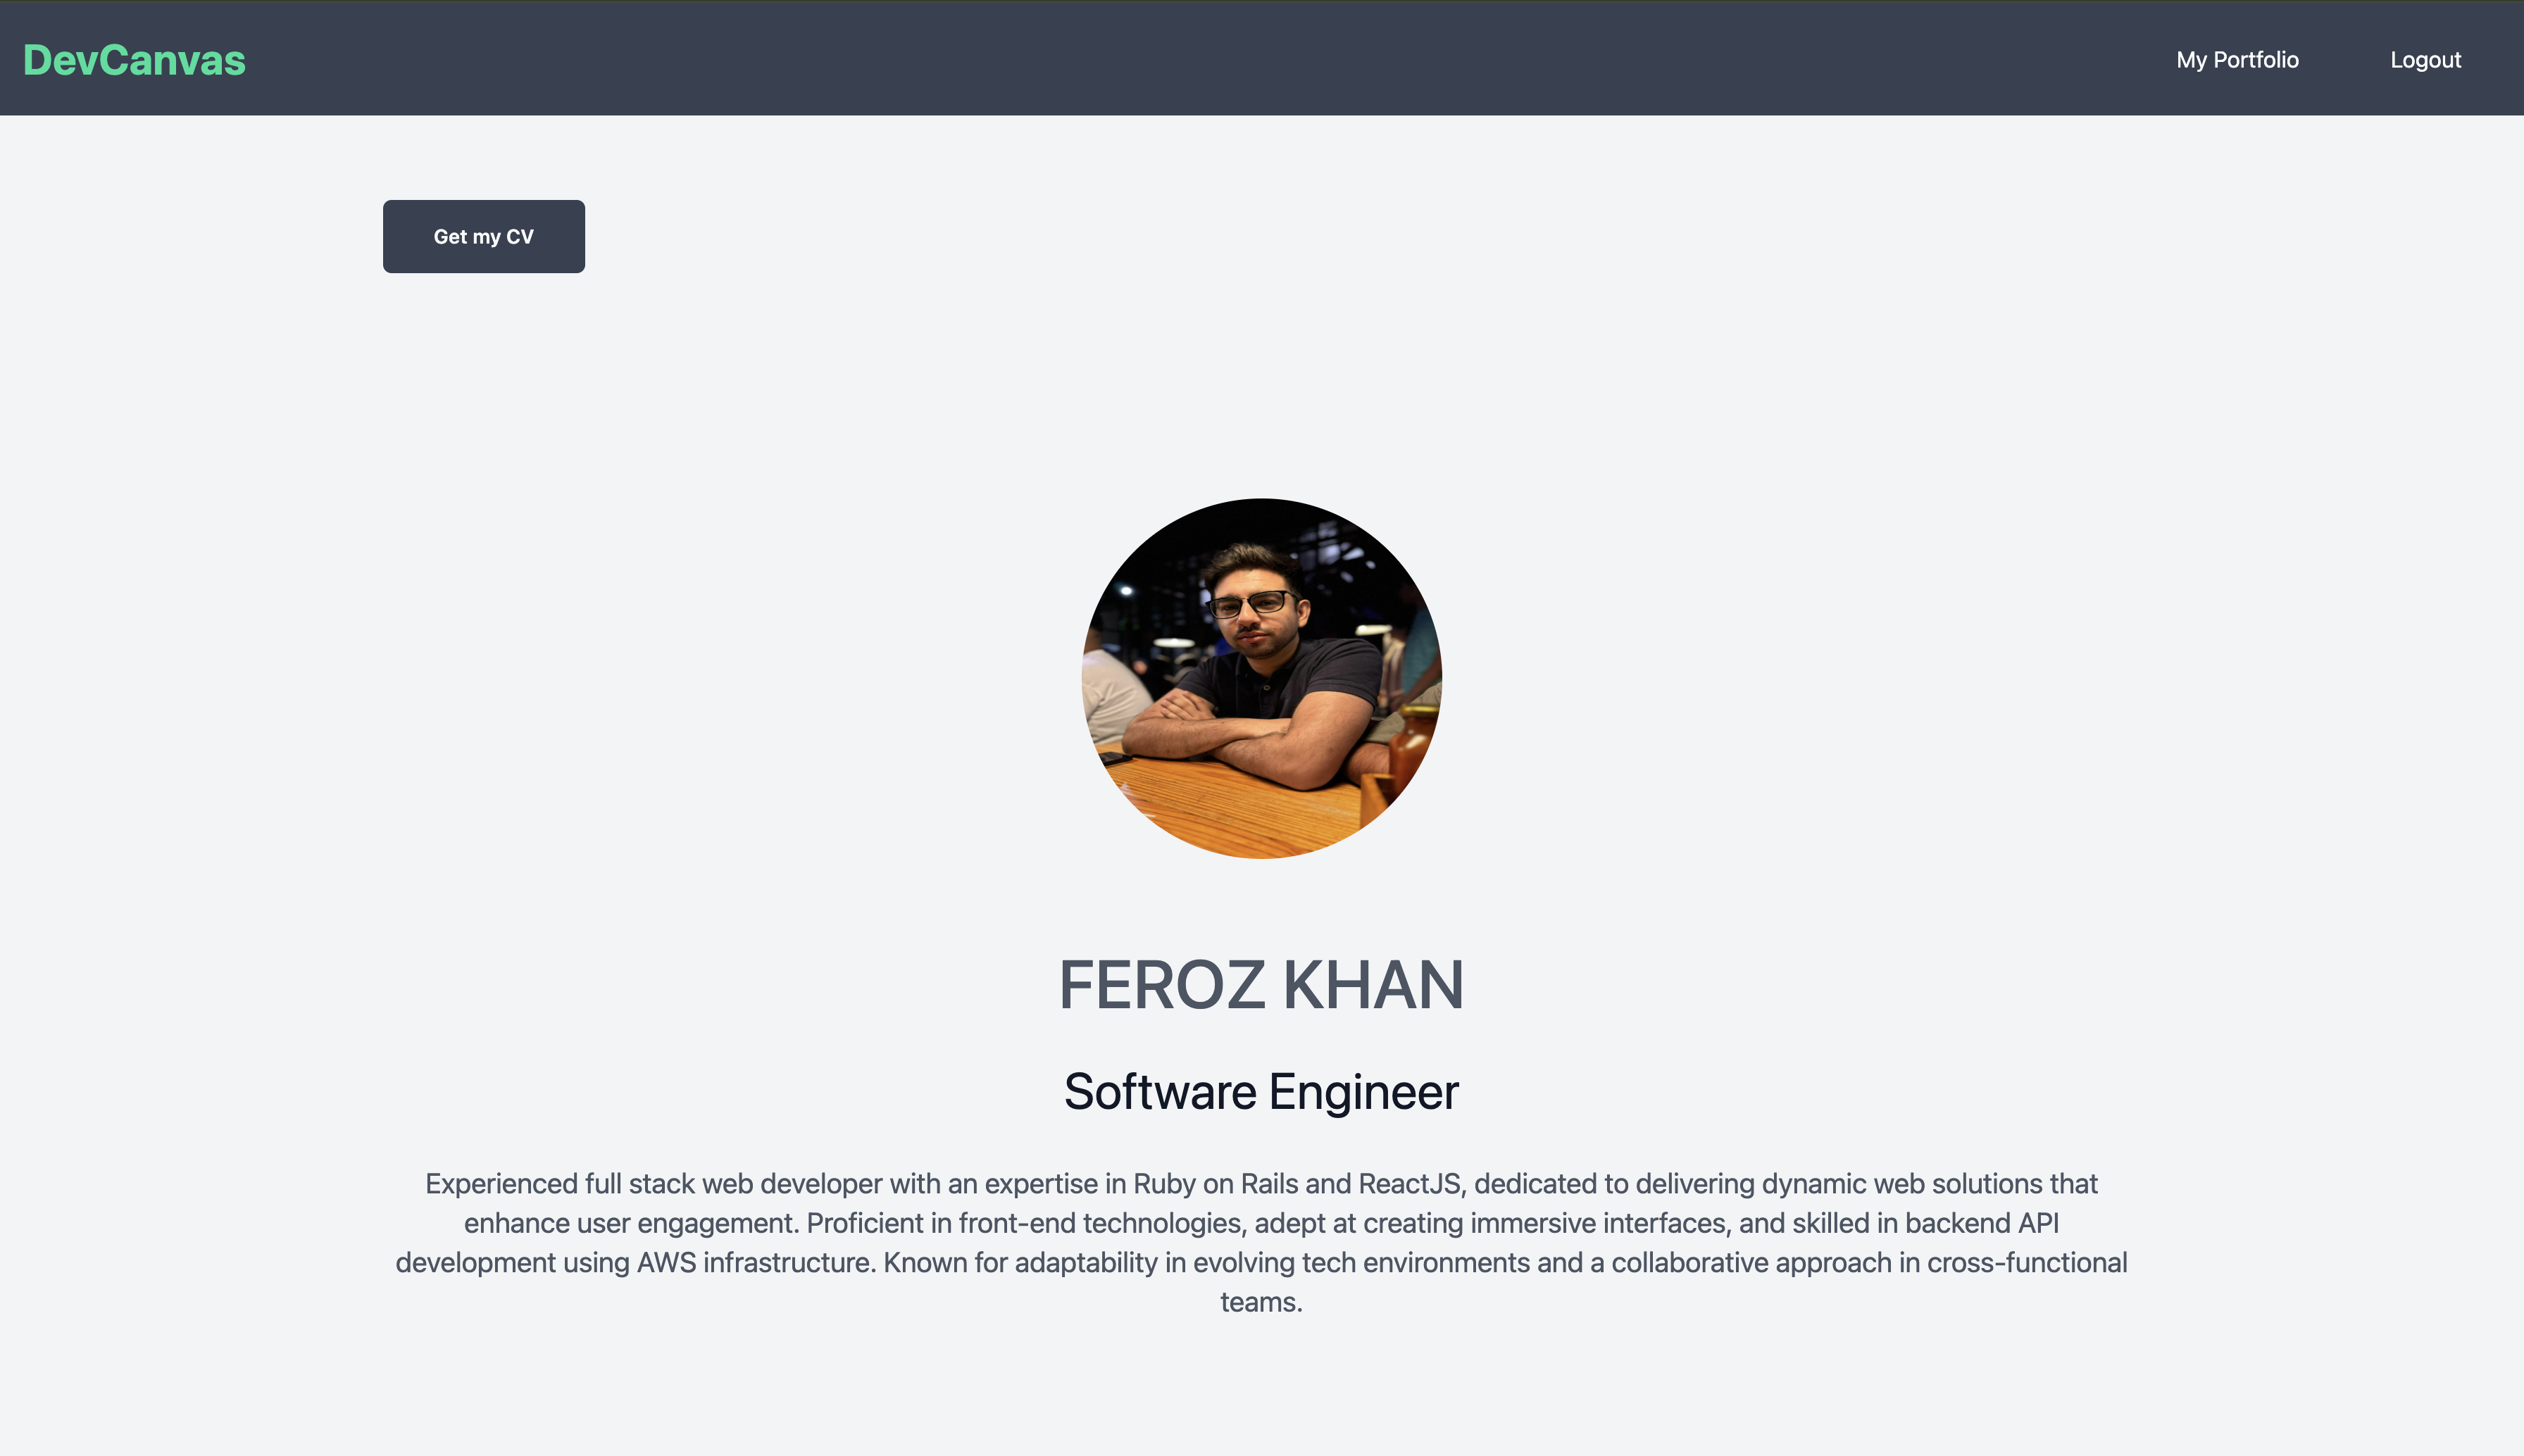 DevCanvas
My Portfolio
Logout
Get my CV
FEROZ KHAN
Software Engineer
Experienced full stack web developer with an expertise in Ruby on Rails and ReactJS, dedicated to delivering dynamic web solutions that
enhance user engagement. Proficient in front-end technologies, adept at creating immersive interfaces, and skilled in backend API
development using AWS infrastructure. Known for adaptability in evolving tech environments and a collaborative approach in cross-functional
teams.